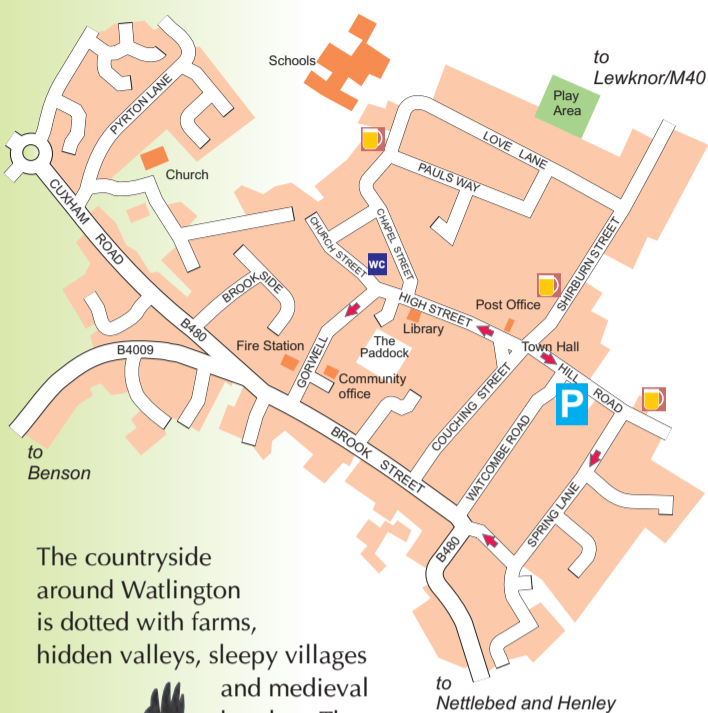 Schools
to
Lewknor/M40
Play
Area
LOVE LANE
PYRTON LANE
PAULS WAY
Church
CUXHAM ROAD
CHURCH STREET
CHAPEL STREET
SHIRBURN STREET
WC
BROOK SIDE
HIGH STREET
Post Office
B480
Library
Town Hall
B4009
Fire Station
GORWELL
The
Paddock
HILL ROAD
Community
office
COUCHING STREET
P
WATCOMBE ROAD
BROOK STREET
to
Benson
SPRING LANE
B480
The countryside
around Watlington
is dotted with farms,
hidden valleys, sleepy villages
and medieval
to
Nettlebed and Henley